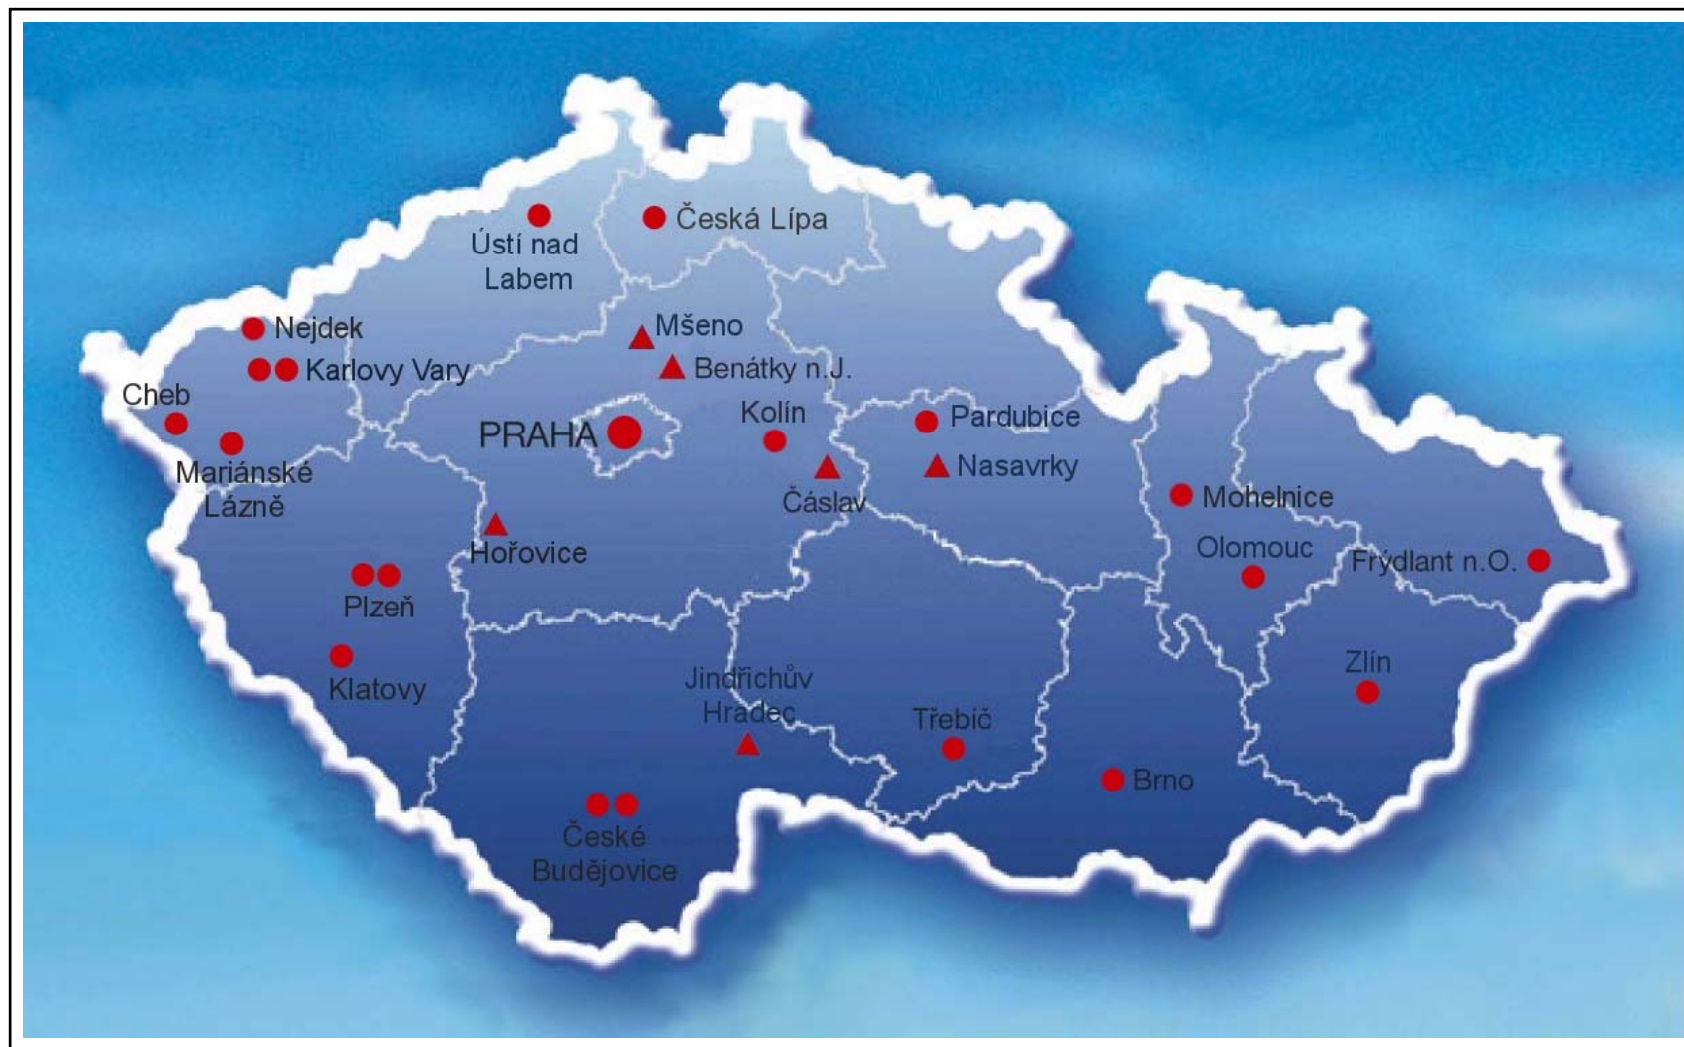 Ústí nad
Labem
Česká Lípa
Nejdek
Mšeno
Karlovy Vary
Benátky n.J.
Cheb
Kolín
Pardubice
PRAHA
Mariánské
Lázně
Nasavrky
Čáslav
Mohelnice
Hořovice
Olomouc
Frýdlant n.O.
Plzeň
Klatovy
Jindřichův
Hradec
Zlín
Třebíč
Brno
České
Budějovice